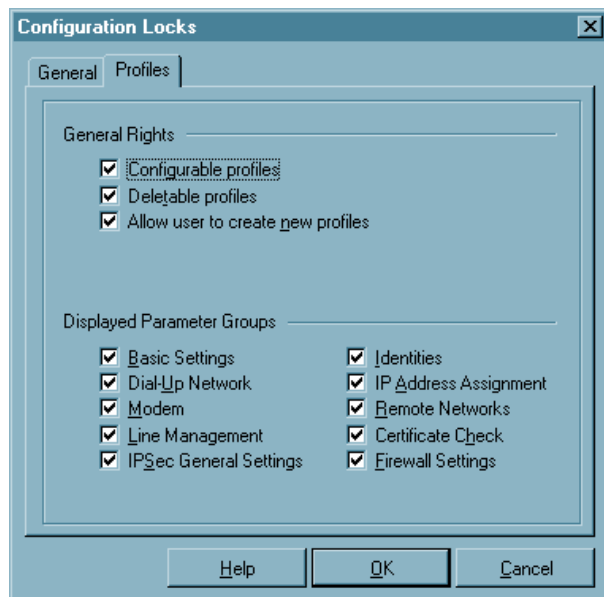 Configuration Locks
General
Profiles
General Rights
Configurable profiles
Deletable profiles
Allow user to create new profiles
Displayed Parameter Groups
Basic Settings
Identities
Dial-Up Network
IP Address Assignment
Modem
Remote Networks
Line Management
Certificate Check
IPSec General Settings
Firewall Settings
Help
OK
Cancel